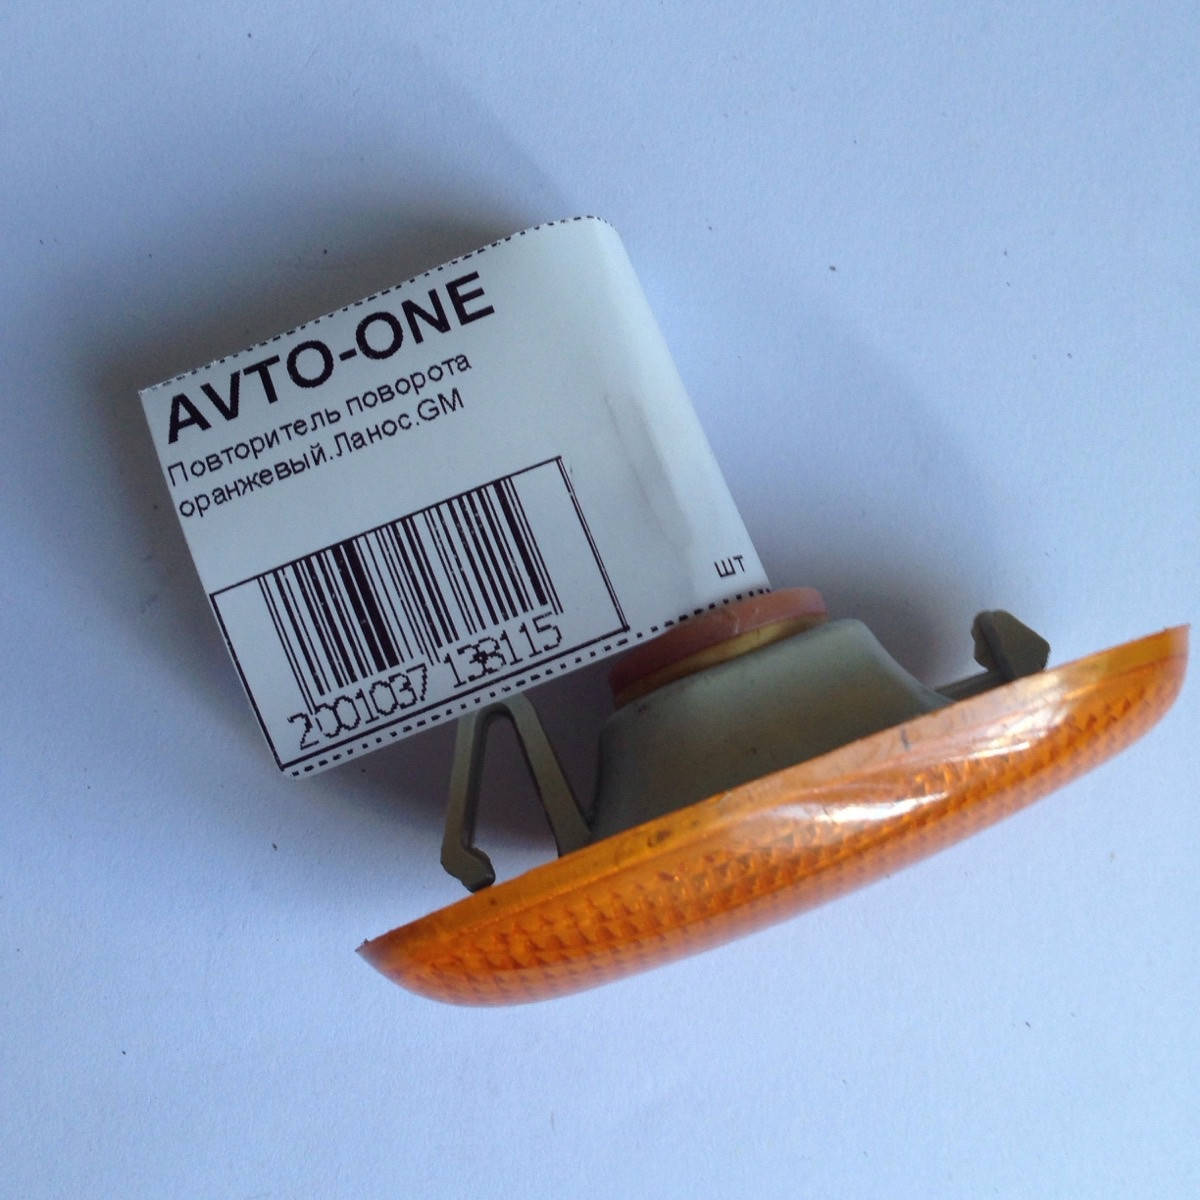 AVTO-ONE
Повторитель поворота
оранжевый.Ланос.GM
шт
2001037 138115